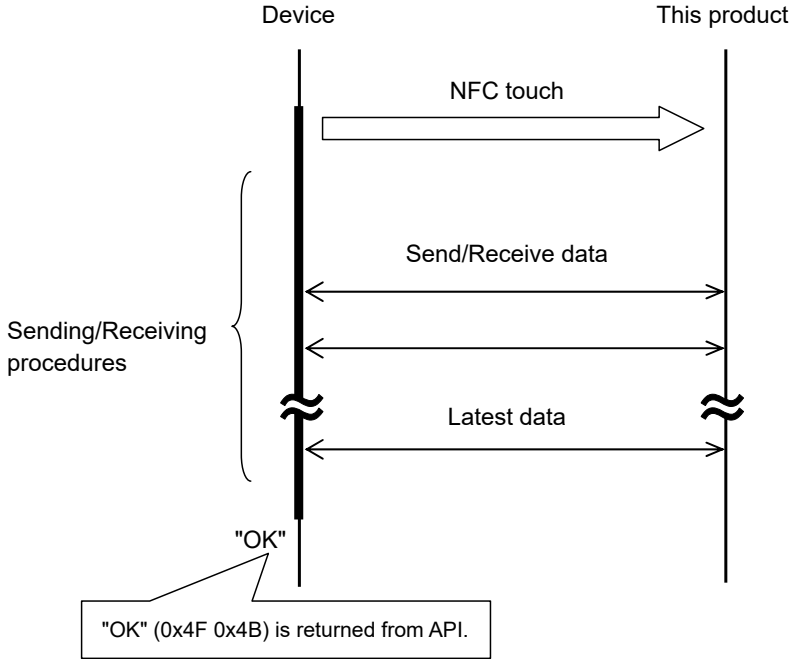 Device
This product
NFC touch
Send/Receive data
Sending/Receiving
procedures
Latest data
"OK"
"OK" (0x4F 0x4B) is returned from API.